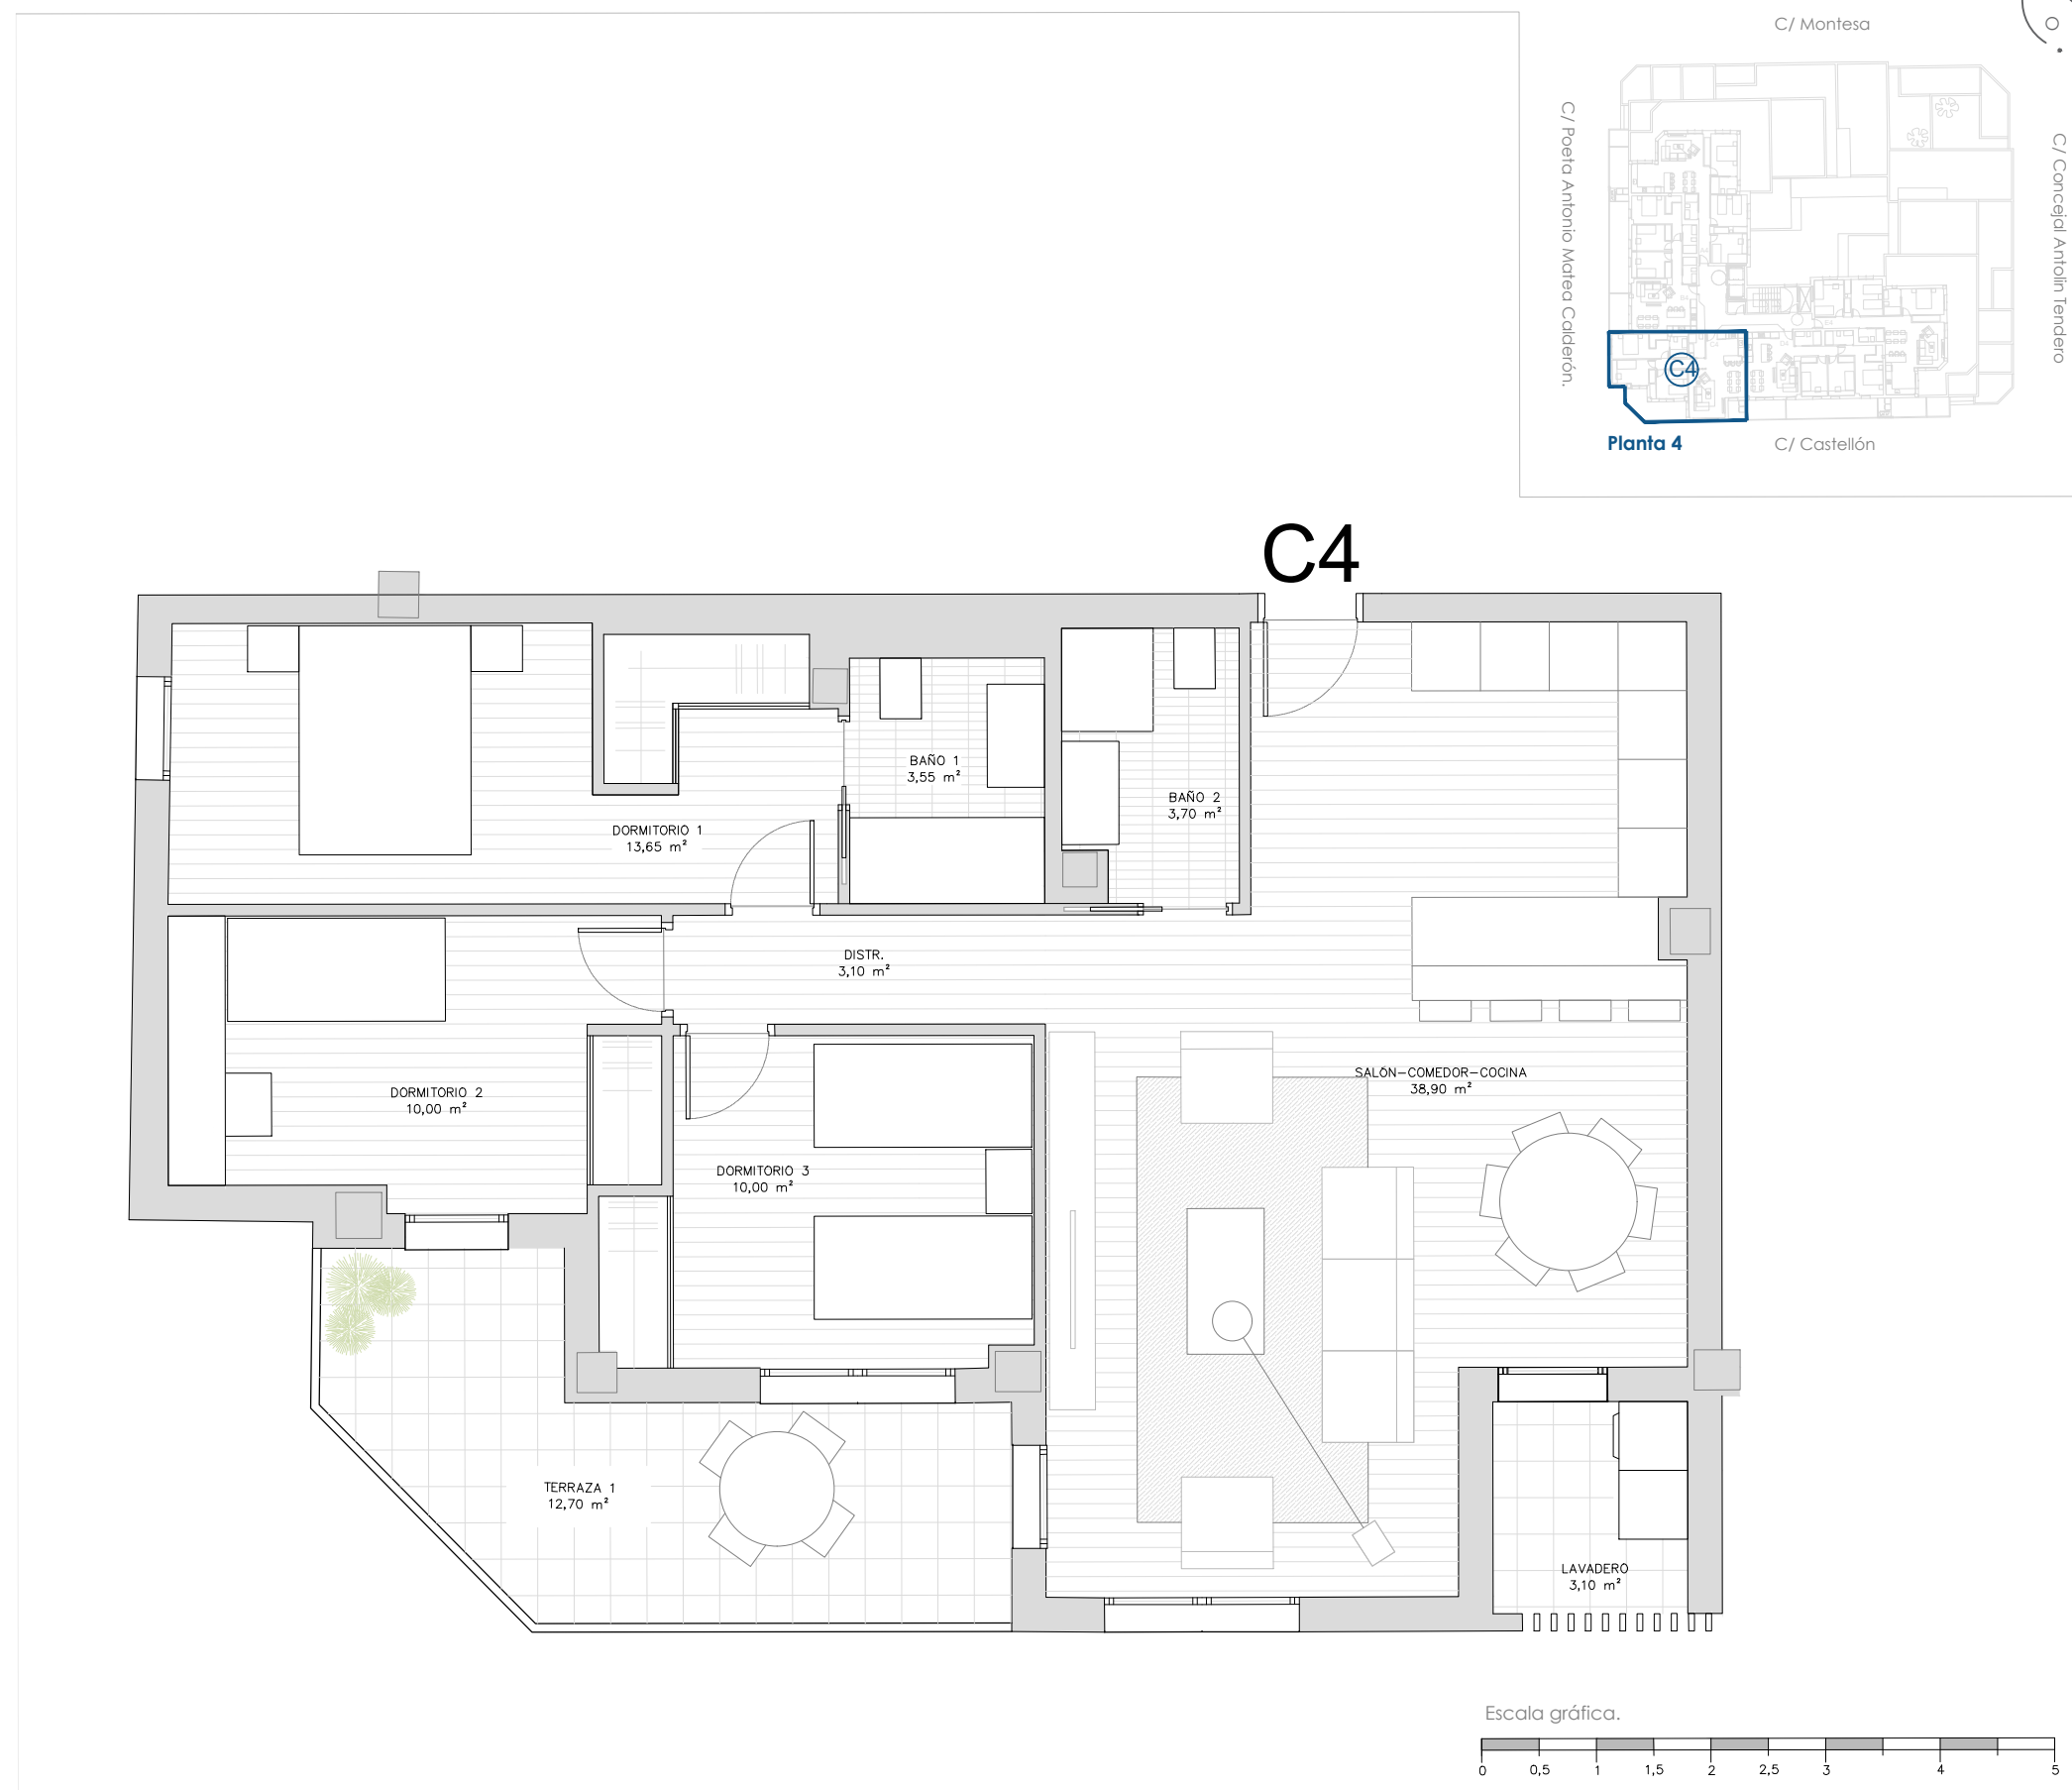 C/ Montesa
C/ Poeta Antonio Matea Calderón.
C/ Concejal Antolin Tendero
C4
Planta 4
C/ Castellón
C4
BAÑO 1
3,55 m²
BAÑO 2
3,70 m²
DORMITORIO 1
13,65 m²
DISTR.
3,10 m²
SALÓN-COMEDOR-COCINA
38,90 m²
DORMITORIO 2
10,00 m²
DORMITORIO 3
10,00 m²
TERRAZA 1
12,70 m²
LAVADERO
3,10 m²
Escala gráfica.
0 0,5 1 1,5 2 2,5 3 4 5